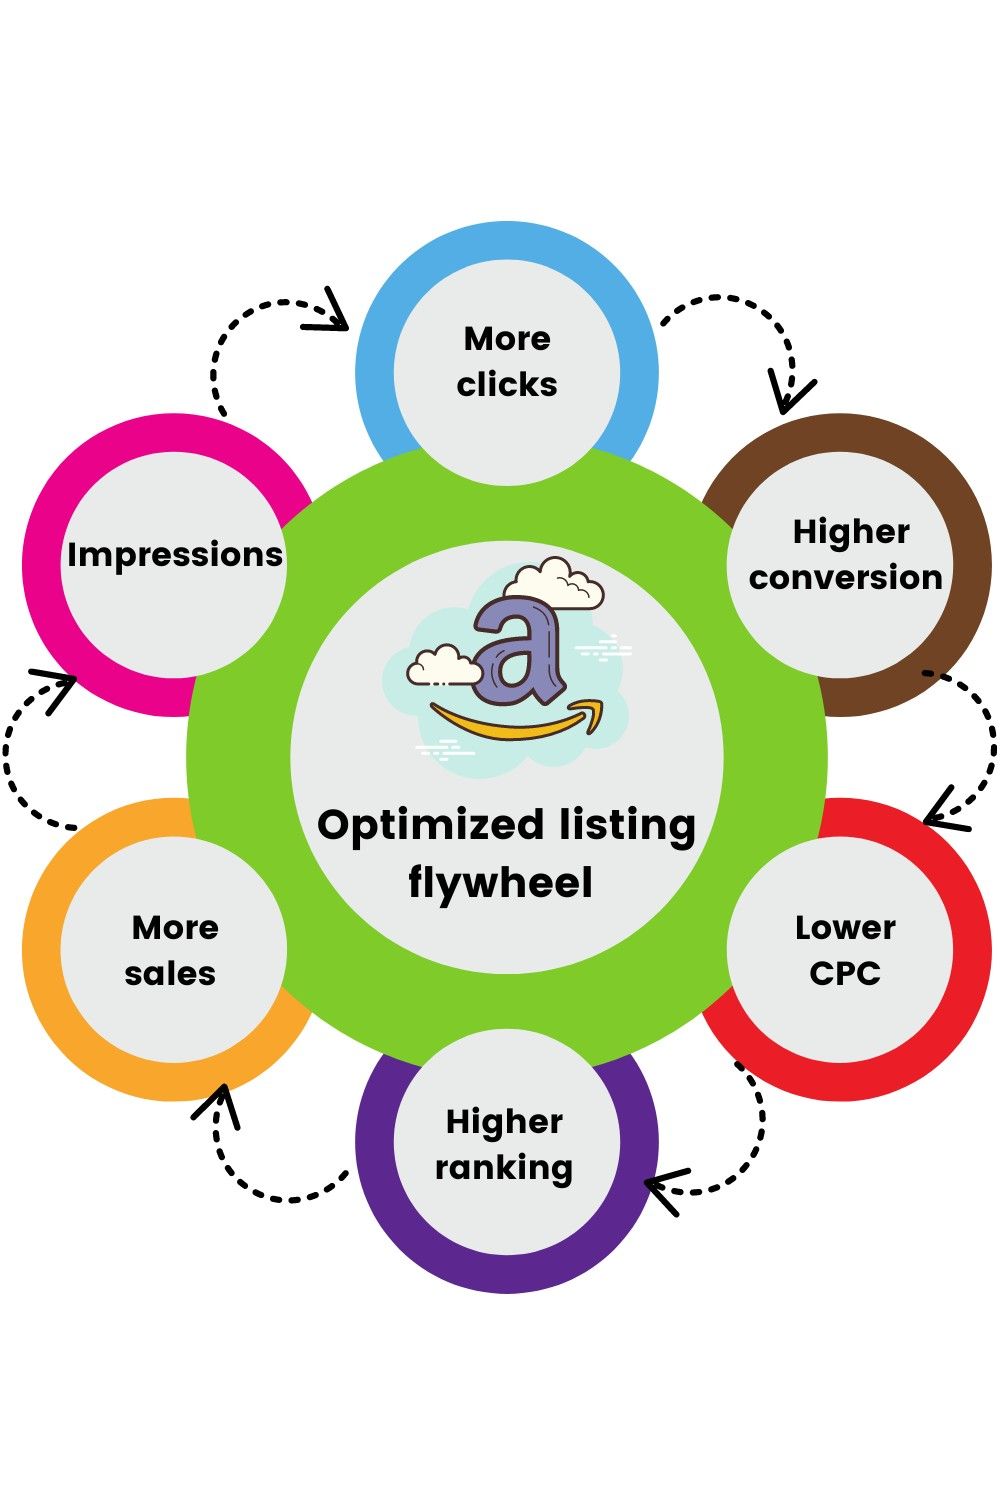 More
clicks
Higher
conversion
Lower
CPC
Higher
ranking
More
sales
Impressions
a
Optimized listing
flywheel